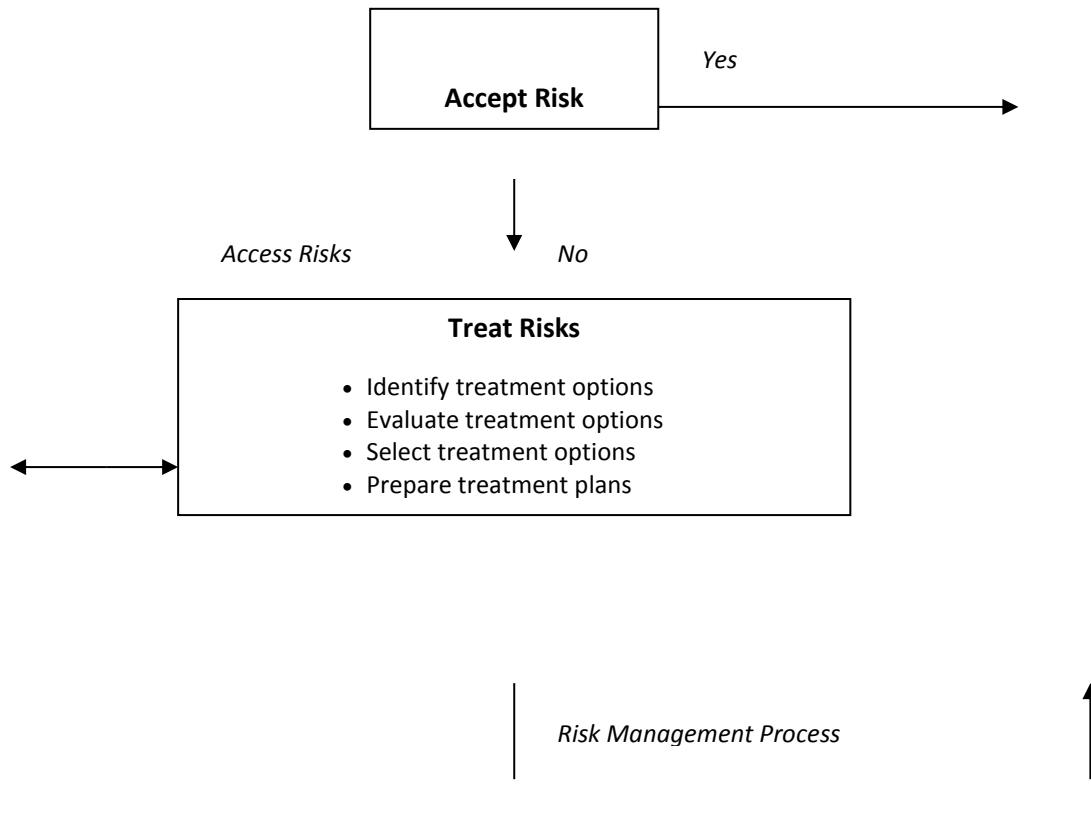 Yes
Accept Risk
Access Risks
No
Treat Risks
• Identify treatment options
• Evaluate treatment options
• Select treatment options
• Prepare treatment plans
Risk Management Process